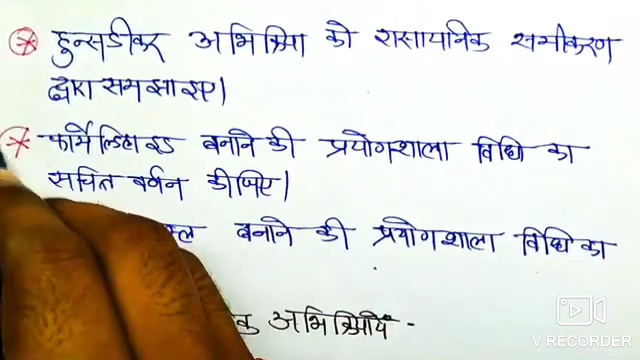 हुन्सडीकर अभिक्रिया को रासायनिक समीकरण
द्वारा समझाइए।
फार्मेल्डिहाइड बनाने की प्रयोगशाला विधि का
सचित वर्णन कीजिए।
बनाने की प्रयोगशाला विधि का
अभिक्रियायें -
V RECORDER